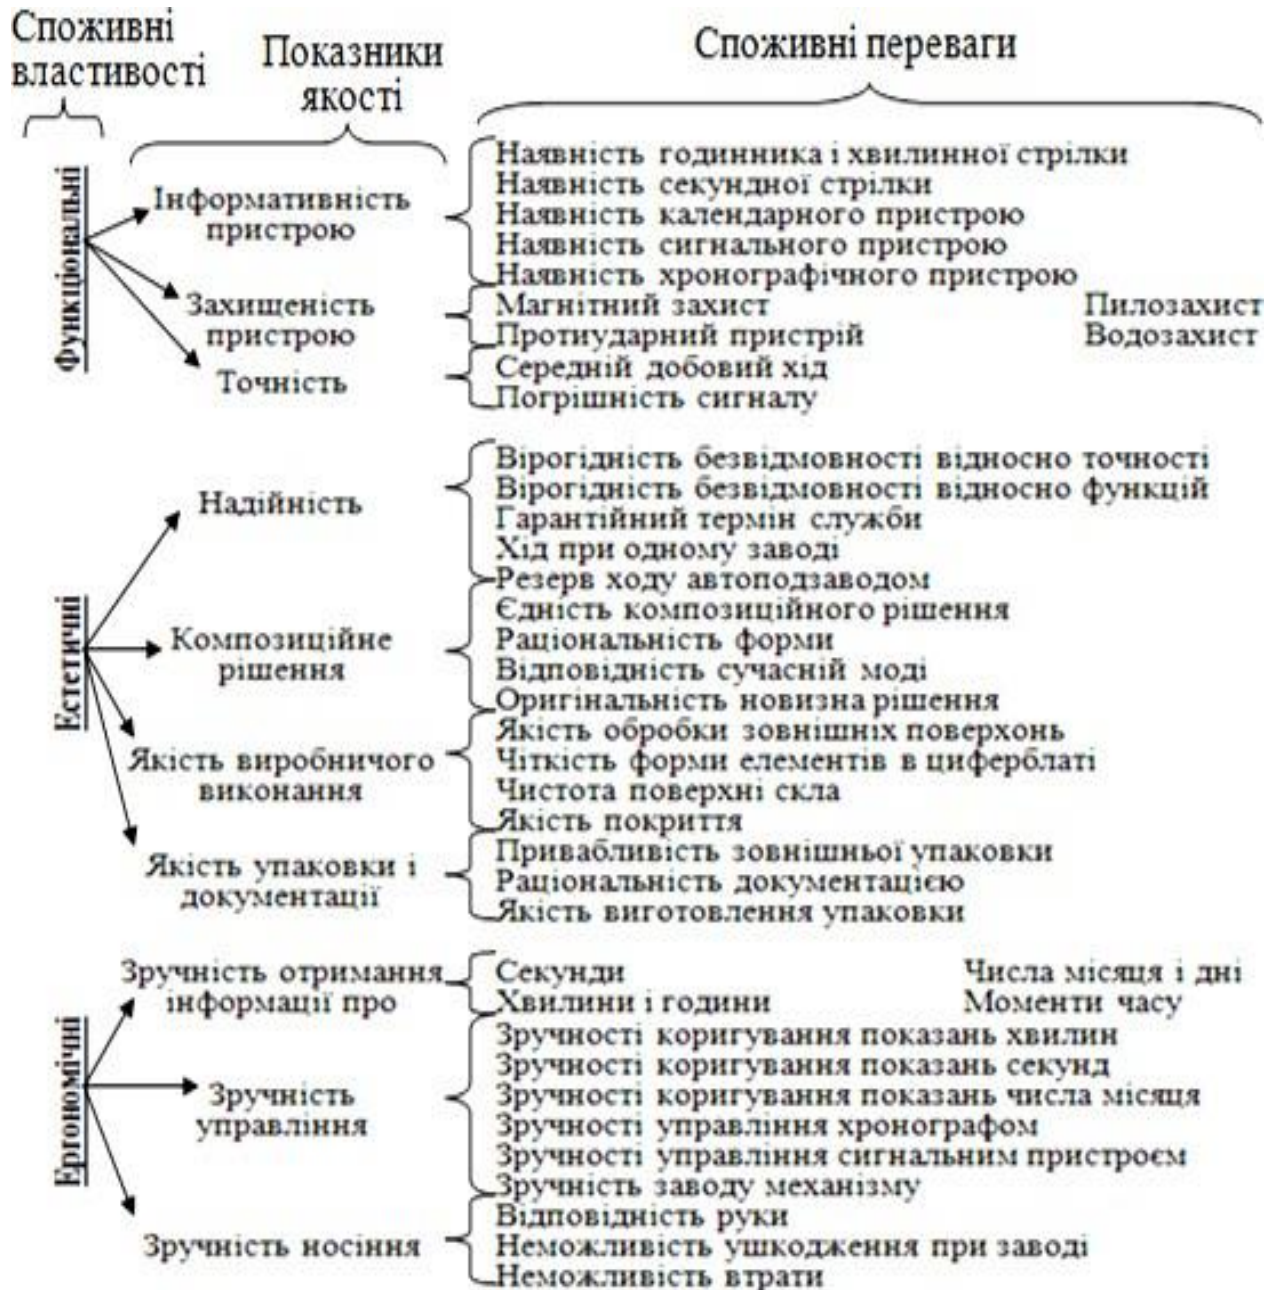 Споживні
властивості
Показники
якості
Споживні переваги
Функціональні
Інформативність
пристрою
Наявність годинника і хвилинної стрілки
Наявність секундної стрілки
Наявність календарного пристрою
Наявність сигнального пристрою
Наявність хронографічного пристрою
Захищеність
пристрою
Магнітний захист Пилозахист
Протиударний пристрій Водозахист
Точність
Середній добовий хід
Погрішність сигналу
Естетичні
Надійність
Вірогідність безвідмовності відносно точності
Вірогідність безвідмовності відносно функцій
Гарантійний термін служби
Хід при одному заводі
Резерв ходу автоподзаводом
Композиційне
рішення
Єдність композиційного рішення
Раціональність форми
Відповідність сучасній моді
Оригінальність новизна рішення
Якість виробничого
виконання
Якість обробки зовнішніх поверхонь
Чіткість форми елементів в циферблаті
Чистота поверхні скла
Якість покриття
Якість упаковки і
документації
Привабливість зовнішньої упаковки
Раціональність документацією
Якість виготовлення упаковки
Ергономічні
Зручність отримання
інформації про
Секунди Числа місяця і дні
Хвилини і години Моменти часу
Зручність
управління
Зручності коригування показань хвилин
Зручності коригування показань секунд
Зручності коригування показань числа місяця
Зручності управління хронографом
Зручності управління сигнальним пристроєм
Зручність заводу механізму
Зручність носіння
Відповідність руки
Неможливість ушкодження при заводі
Неможливість втрати